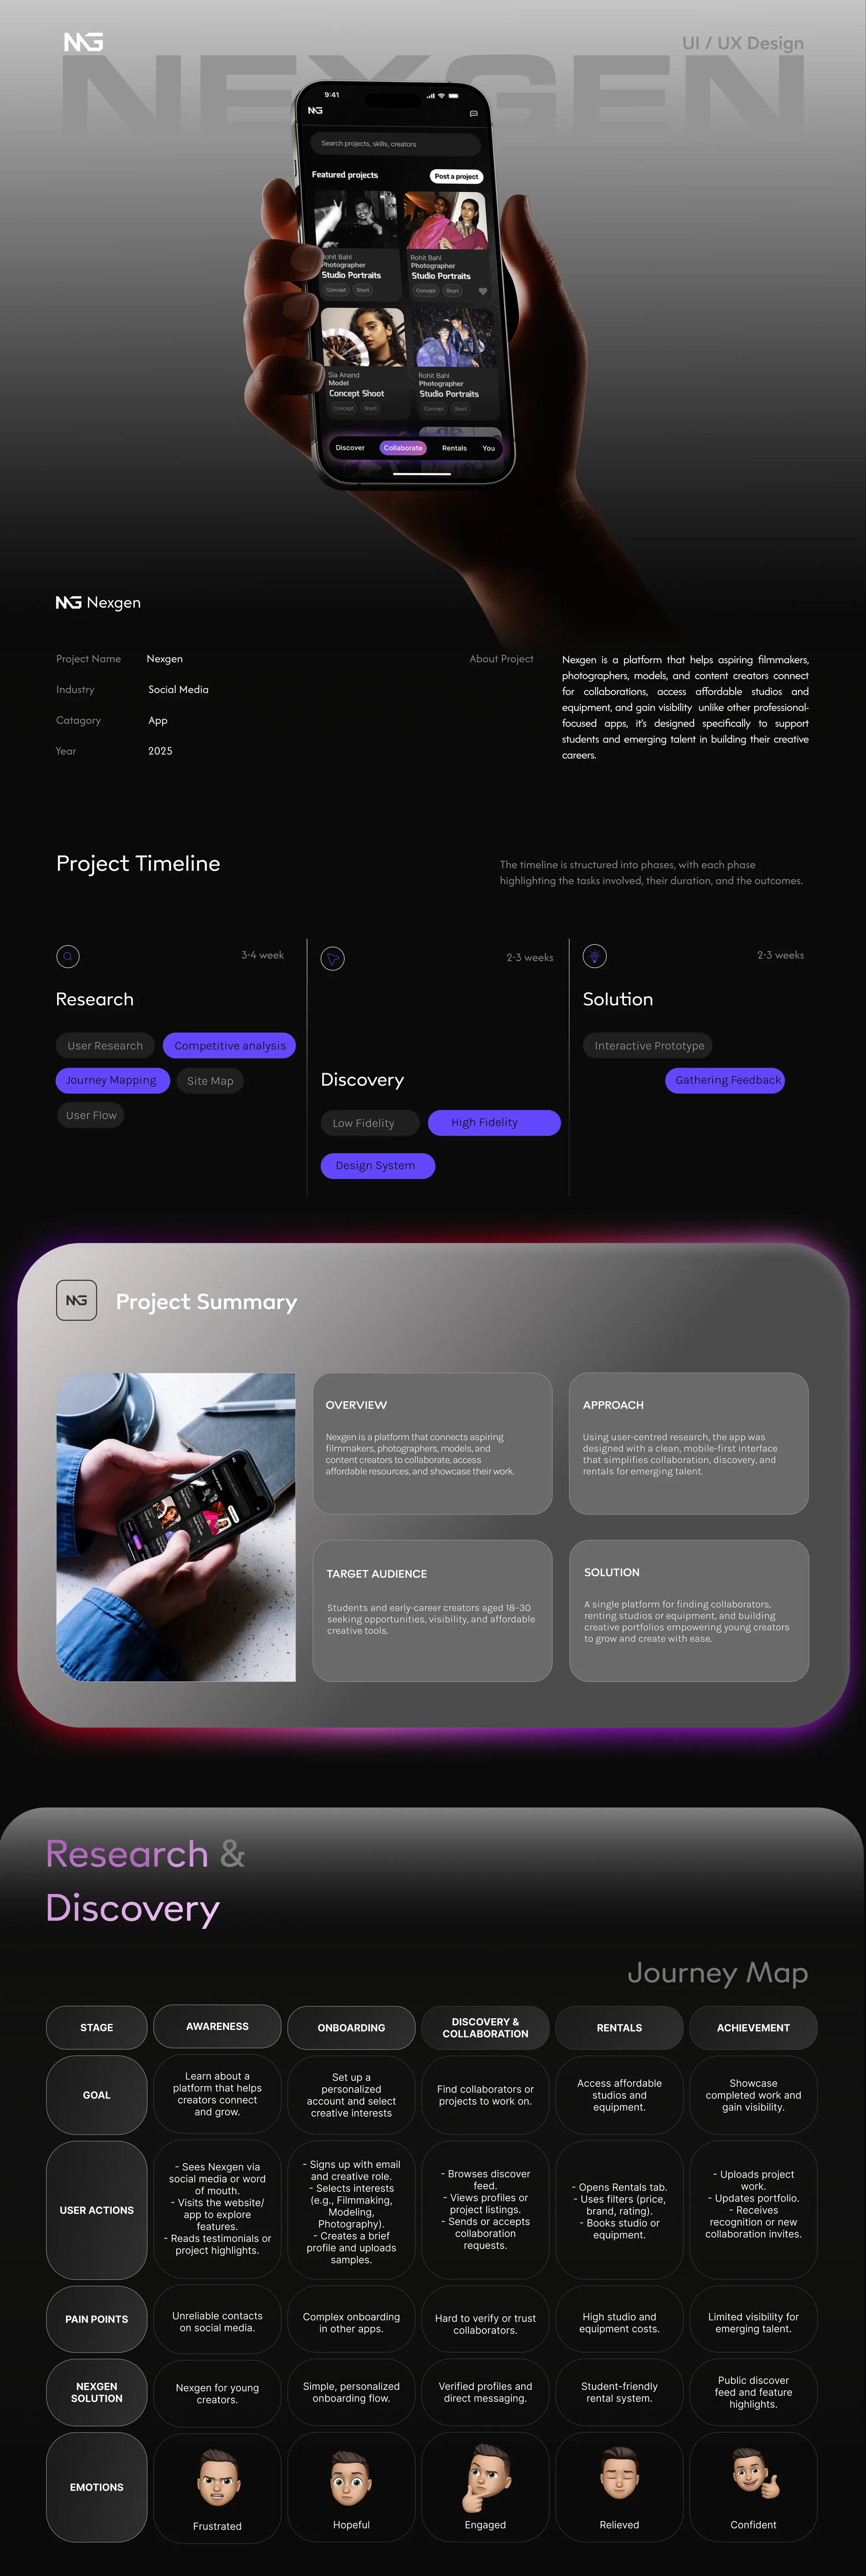 NG
UI / UX Design
NEXGEN
9:41
NG
Search projects, skills, creators
Featured projects
Post a project
Rohit Bahl
Photographer
Studio Portraits
Concept
Short
Rohit Bahl
Photographer
Studio Portraits
Concept
Short
Sia Anand
Model
Concept Shoot
Concept
Short
Rohit Bahl
Photographer
Studio Portraits
Concept
Short
Discover
Collaborate
Rentals
You
NG Nexgen
Project Name
Nexgen
Industry
Social Media
Catagory
App
Year
2025
About Project
Nexgen is a platform that helps aspiring filmmakers,
photographers, models, and content creators connect
for collaborations, access affordable studios and
equipment, and gain visibility unlike other professional-
focused apps, it's designed specifically to support
students and emerging talent in building their creative
careers.
Project Timeline
The timeline is structured into phases, with each phase
highlighting the tasks involved, their duration, and the outcomes.
3-4 week
Research
User Research
Competitive analysis
Journey Mapping
Site Map
User Flow
2-3 weeks
Discovery
Low Fidelity
High Fidelity
Design System
2-3 weeks
Solution
Interactive Prototype
Gathering Feedback
NG
Project Summary
OVERVIEW
Nexgen is a platform that connects aspiring
filmmakers, photographers, models, and
content creators to collaborate, access
affordable resources, and showcase their work.
APPROACH
Using user-centred research, the app was
designed with a clean, mobile-first interface
that simplifies collaboration, discovery, and
rentals for emerging talent.
TARGET AUDIENCE
Students and early-career creators aged 18-30
seeking opportunities, visibility, and affordable
creative tools.
SOLUTION
A single platform for finding collaborators,
renting studios or equipment, and building
creative portfolios empowering young creators
to grow and create with ease.
Research &
Discovery
Journey Map
STAGE
AWARENESS
ONBOARDING
DISCOVERY &
COLLABORATION
RENTALS
ACHIEVEMENT
GOAL
Learn about a
platform that helps
creators connect
and grow.
Set up a
personalized
account and select
creative interests
Find collaborators or
projects to work on.
Access affordable
studios and
equipment.
Showcase
completed work and
gain visibility.
USER ACTIONS
- Sees Nexgen via
social media or word
of mouth.
- Visits the website/
app to explore
features.
- Reads testimonials or
project highlights.
- Signs up with email
and creative role.
- Selects interests
(e.g., Filmmaking,
Modeling,
Photography).
- Creates a brief
profile and uploads
samples.
- Browses discover
feed.
- Views profiles or
project listings.
- Sends or accepts
collaboration
requests.
- Opens Rentals tab.
- Uses filters (price,
brand, rating).
- Books studio or
equipment.
- Uploads project
work.
- Updates portfolio.
- Receives
recognition or new
collaboration invites.
PAIN POINTS
Unreliable contacts
on social media.
Complex onboarding
in other apps.
Hard to verify or trust
collaborators.
High studio and
equipment costs.
Limited visibility for
emerging talent.
NEXGEN
SOLUTION
Nexgen for young
creators.
Simple, personalized
onboarding flow.
Verified profiles and
direct messaging.
Student-friendly
rental system.
Public discover
feed and feature
highlights.
EMOTIONS
Frustrated
Hopeful
Engaged
Relieved
Confident